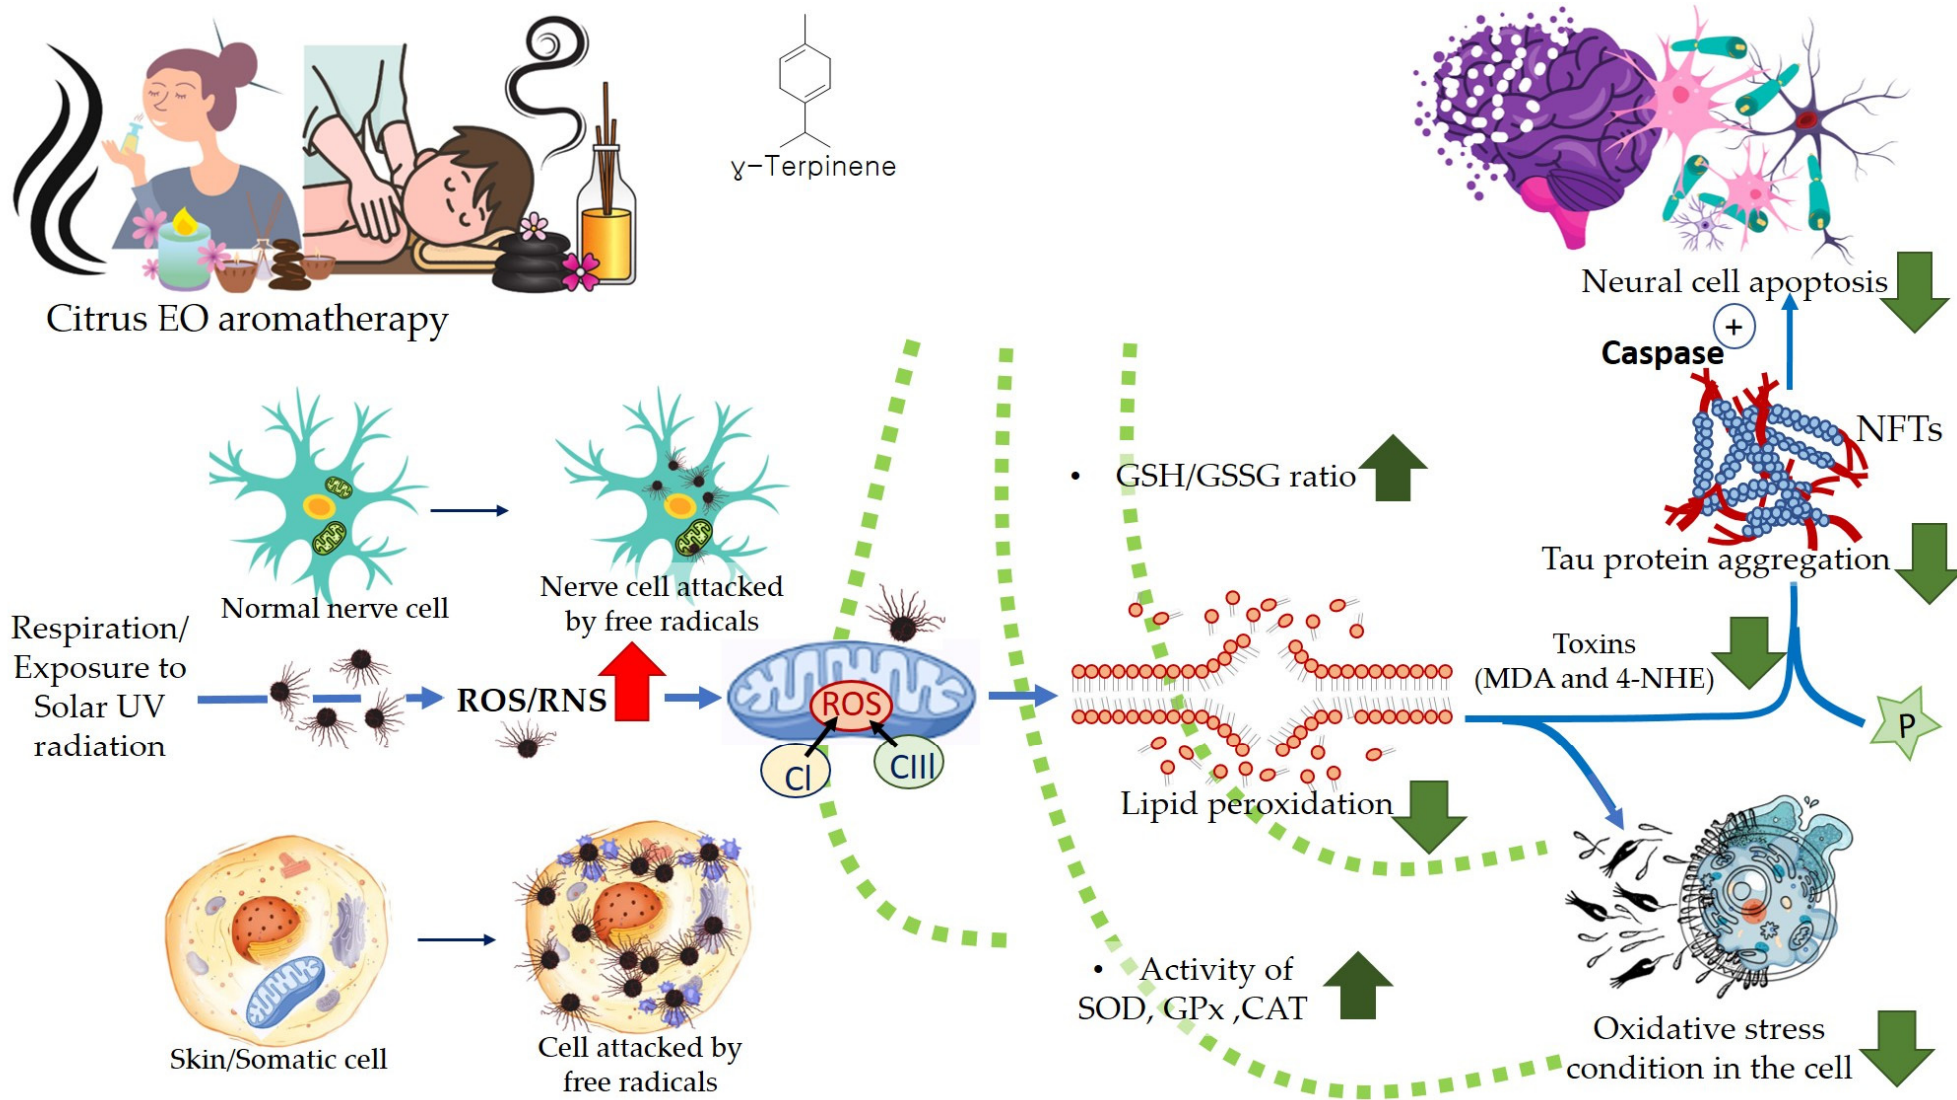 γ-Terpinene
Citrus EO aromatherapy
Neural cell apoptosis
+
Caspase
NFTs
• GSH/GSSG ratio
Tau protein aggregation
Normal nerve cell
Nerve cell attacked
by free radicals
Respiration/
Exposure to
Solar UV
radiation
ROS/RNS
ROS
CI
CIII
Toxins
(MDA and 4-NHE)
P
Lipid peroxidation
• Activity of
SOD, GPx ,CAT
Skin/Somatic cell
Cell attacked by
free radicals
Oxidative stress
condition in the cell